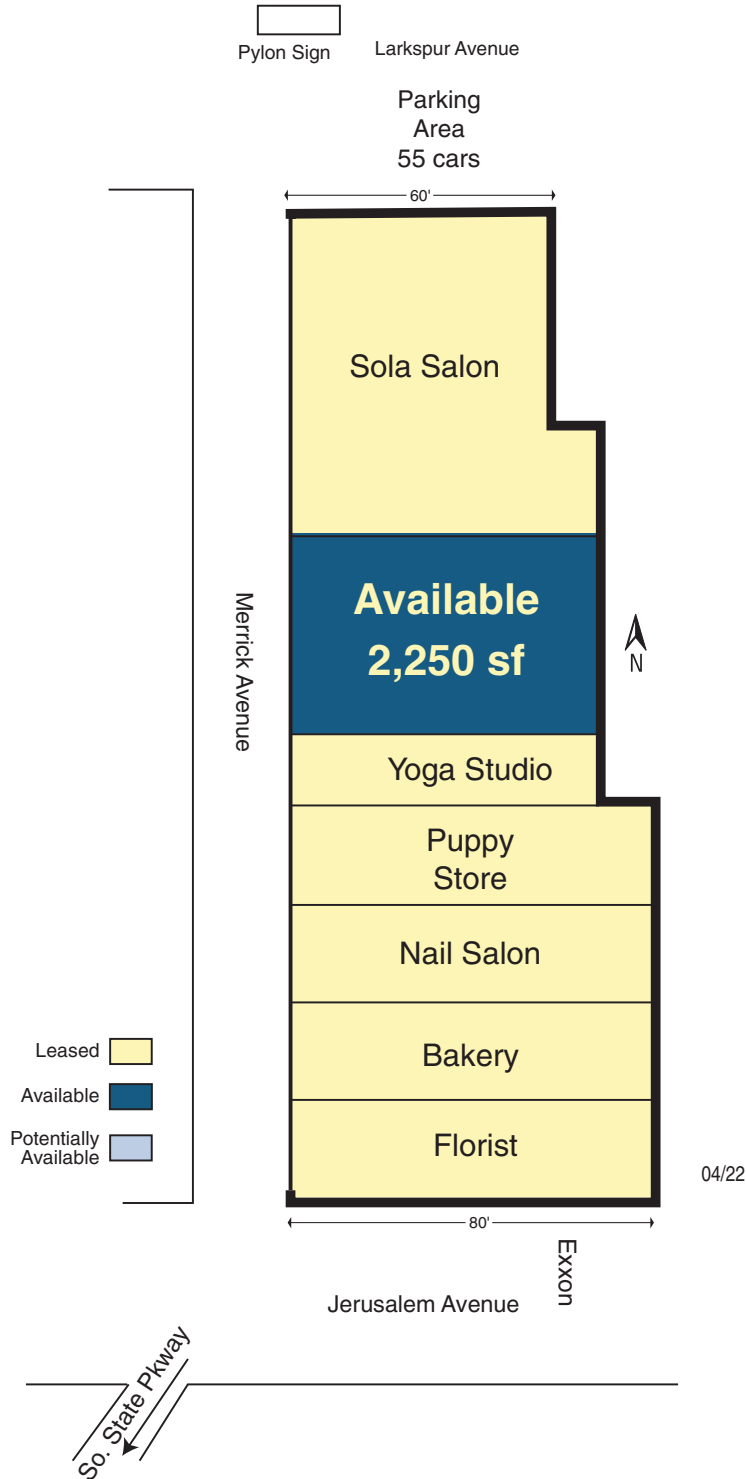 Pylon Sign
Larkspur Avenue
Parking
Area
55 cars
60'
Sola Salon
Available
2,250 sf
Merrick Avenue
N
Yoga Studio
Puppy
Store
Nail Salon
Bakery
Florist
Leased
Available
Potentially
Available
04/22
80'
Exxon
Jerusalem Avenue
So. State Pkway